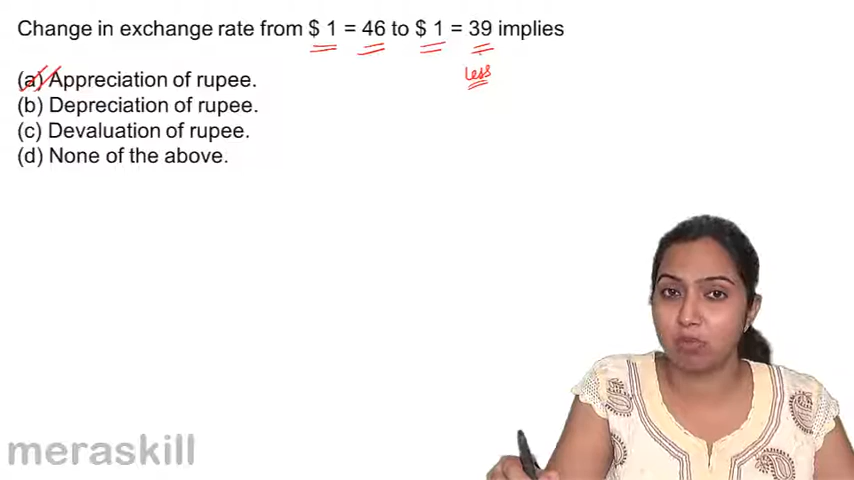 Change in exchange rate from $ 1 = 46 to $ 1 = 39 implies
less
(a) Appreciation of rupee.
(b) Depreciation of rupee.
(c) Devaluation of rupee.
(d) None of the above.
meraskill